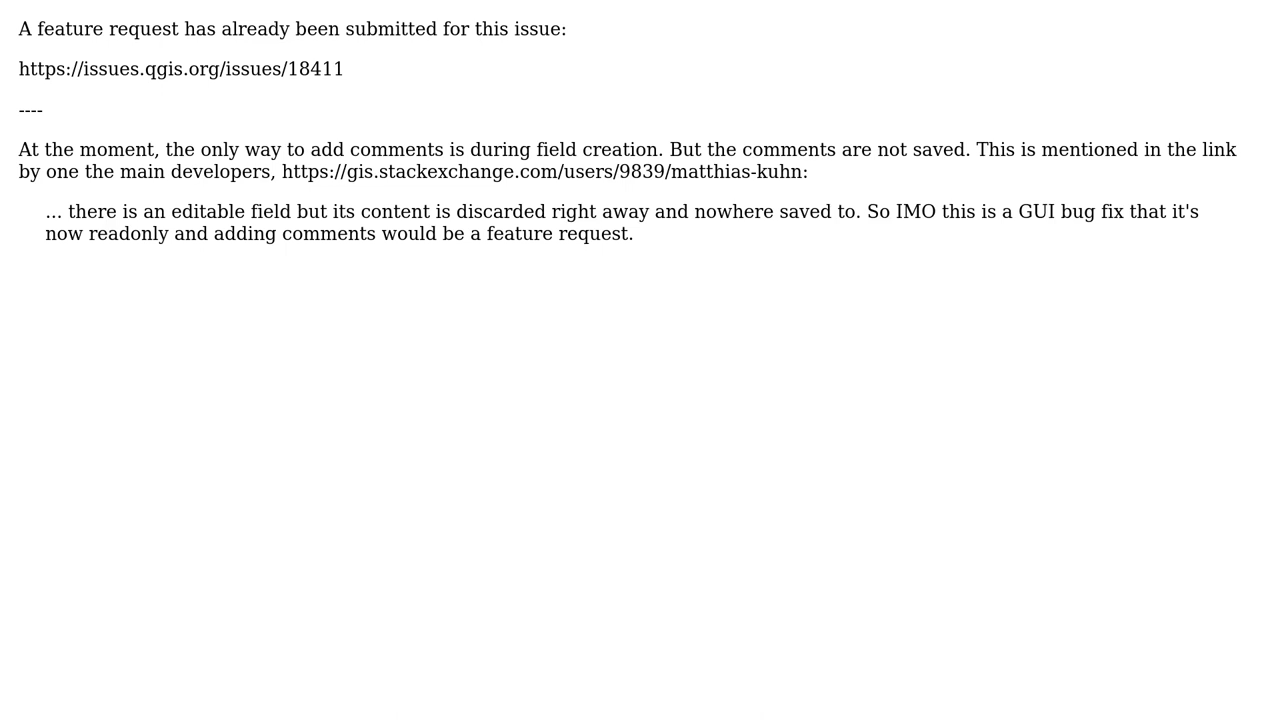 A feature request has already been submitted for this issue:
https://issues.qgis.org/issues/18411
----
At the moment, the only way to add comments is during field creation. But the comments are not saved. This is mentioned in the link
by one the main developers, https://gis.stackexchange.com/users/9839/matthias-kuhn:
... there is an editable field but its content is discarded right away and nowhere saved to. So IMO this is a GUI bug fix that it's
now readonly and adding comments would be a feature request.